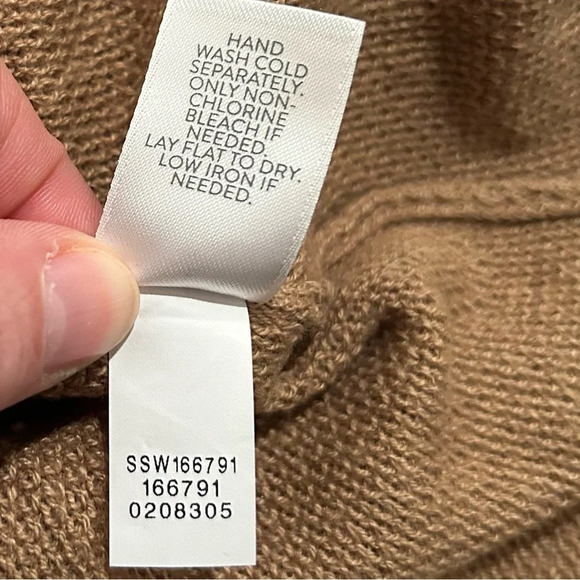 HAND
WASH COLD
SEPARATELY.
ONLY NON-
CHLORINE
BLEACH IF
NEEDED.
LAY FLAT TO DRY.
LOW IRON IF
NEEDED.
SSW166791
166791
0208305